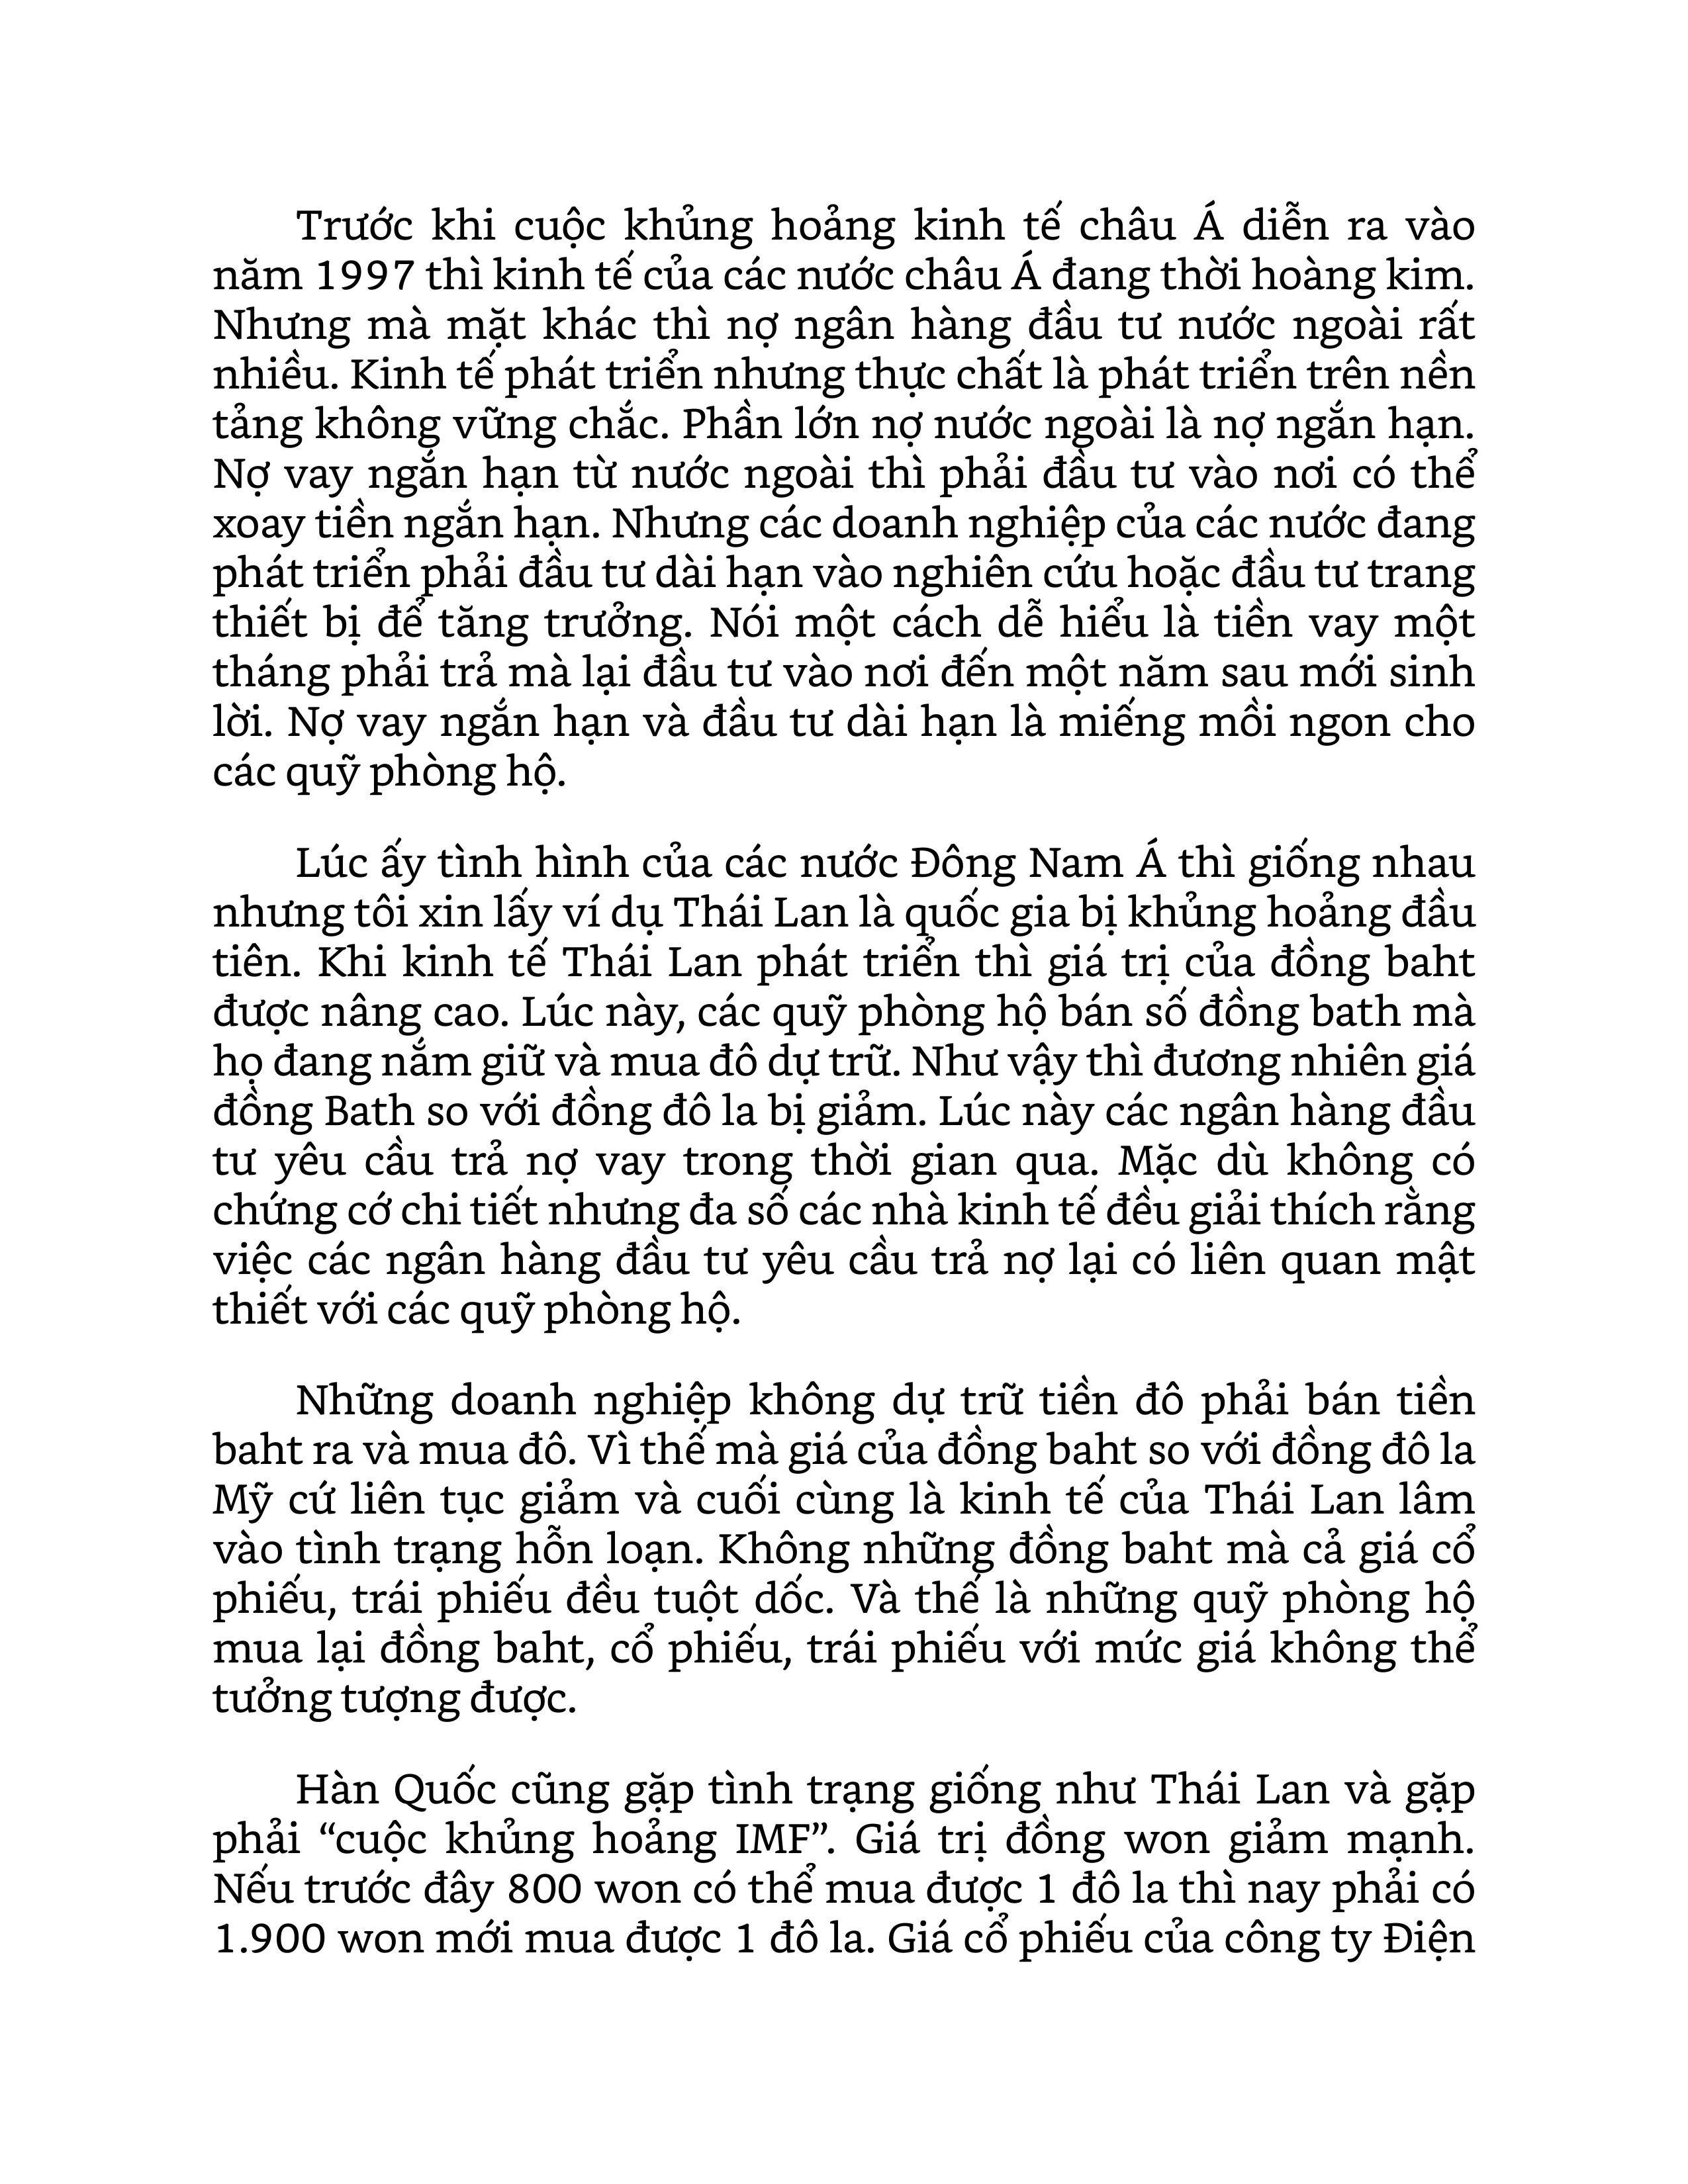 Trước khi cuộc khủng hoảng kinh tế châu Á diễn ra vào
năm 1997 thì kinh tế của các nước châu Á đang thời hoàng kim.
Nhưng mà mặt khác thì nợ ngân hàng đầu tư nước ngoài rất
nhiều. Kinh tế phát triển nhưng thực chất là phát triển trên nền
tảng không vững chắc. Phần lớn nợ nước ngoài là nợ ngắn hạn.
Nợ vay ngắn hạn từ nước ngoài thì phải đầu tư vào nơi có thể
xoay tiền ngắn hạn. Nhưng các doanh nghiệp của các nước đang
phát triển phải đầu tư dài hạn vào nghiên cứu hoặc đầu tư trang
thiết bị để tăng trưởng. Nói một cách dễ hiểu là tiền vay một
tháng phải trả mà lại đầu tư vào nơi đến một năm sau mới sinh
lời. Nợ vay ngắn hạn và đầu tư dài hạn là miếng mồi ngon cho
các quỹ phòng hộ.
Lúc ấy tình hình của các nước Đông Nam Á thì giống nhau
nhưng tôi xin lấy ví dụ Thái Lan là quốc gia bị khủng hoảng đầu
tiên. Khi kinh tế Thái Lan phát triển thì giá trị của đồng baht
được nâng cao. Lúc này, các quỹ phòng hộ bán số đồng bath mà
họ đang nắm giữ và mua đô dự trữ. Như vậy thì đương nhiên giá
đồng Bath so với đồng đô la bị giảm. Lúc này các ngân hàng đầu
tư yêu cầu trả nợ vay trong thời gian qua. Mặc dù không có
chứng cớ chi tiết nhưng đa số các nhà kinh tế đều giải thích rằng
việc các ngân hàng đầu tư yêu cầu trả nợ lại có liên quan mật
thiết với các quỹ phòng hộ.
Những doanh nghiệp không dự trữ tiền đô phải bán tiền
baht ra và mua đô. Vì thế mà giá của đồng baht so với đồng đô la
Mỹ cứ liên tục giảm và cuối cùng là kinh tế của Thái Lan lâm
vào tình trạng hỗn loạn. Không những đồng baht mà cả giá cổ
phiếu, trái phiếu đều tuột dốc. Và thế là những quỹ phòng hộ
mua lại đồng baht, cổ phiếu, trái phiếu với mức giá không thể
tưởng tượng được.
Hàn Quốc cũng gặp tình trạng giống như Thái Lan và gặp
phải “cuộc khủng hoảng IMF”. Giá trị đồng won giảm mạnh.
Nếu trước đây 800 won có thể mua được 1 đô la thì nay phải có
1.900 won mới mua được 1 đô la. Giá cổ phiếu của công ty Điện